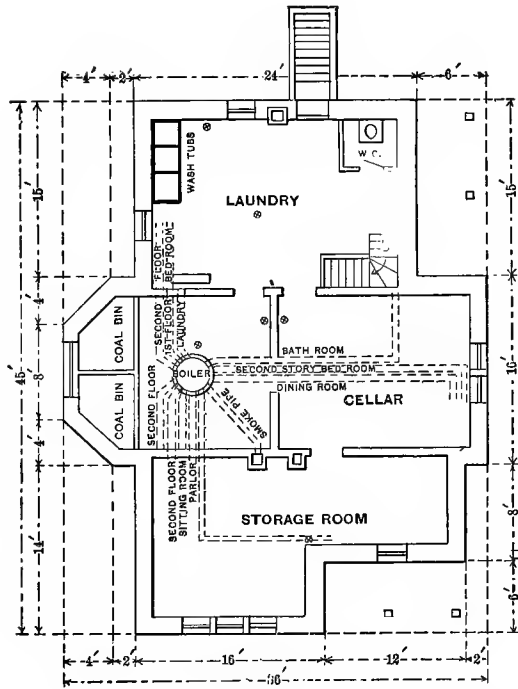 4' 2' 24' 6'
W.C.
WASH TUBS
15'
15'
LAUNDRY
SECOND FLOOR
1ST FLOOR BED ROOM
LAUNDRY
4'
COAL BIN
BATH ROOM
BOILER
SECOND STORY BED ROOM
45'
8'
16'
DINING ROOM
CELLAR
COAL BIN
SECOND FLOOR
SMOKE PIPE
4'
SECOND FLOOR
SITTING ROOM
PARLOR
STORAGE ROOM
8'
14'
6'
4' 2' 16' 12' 2'
36'